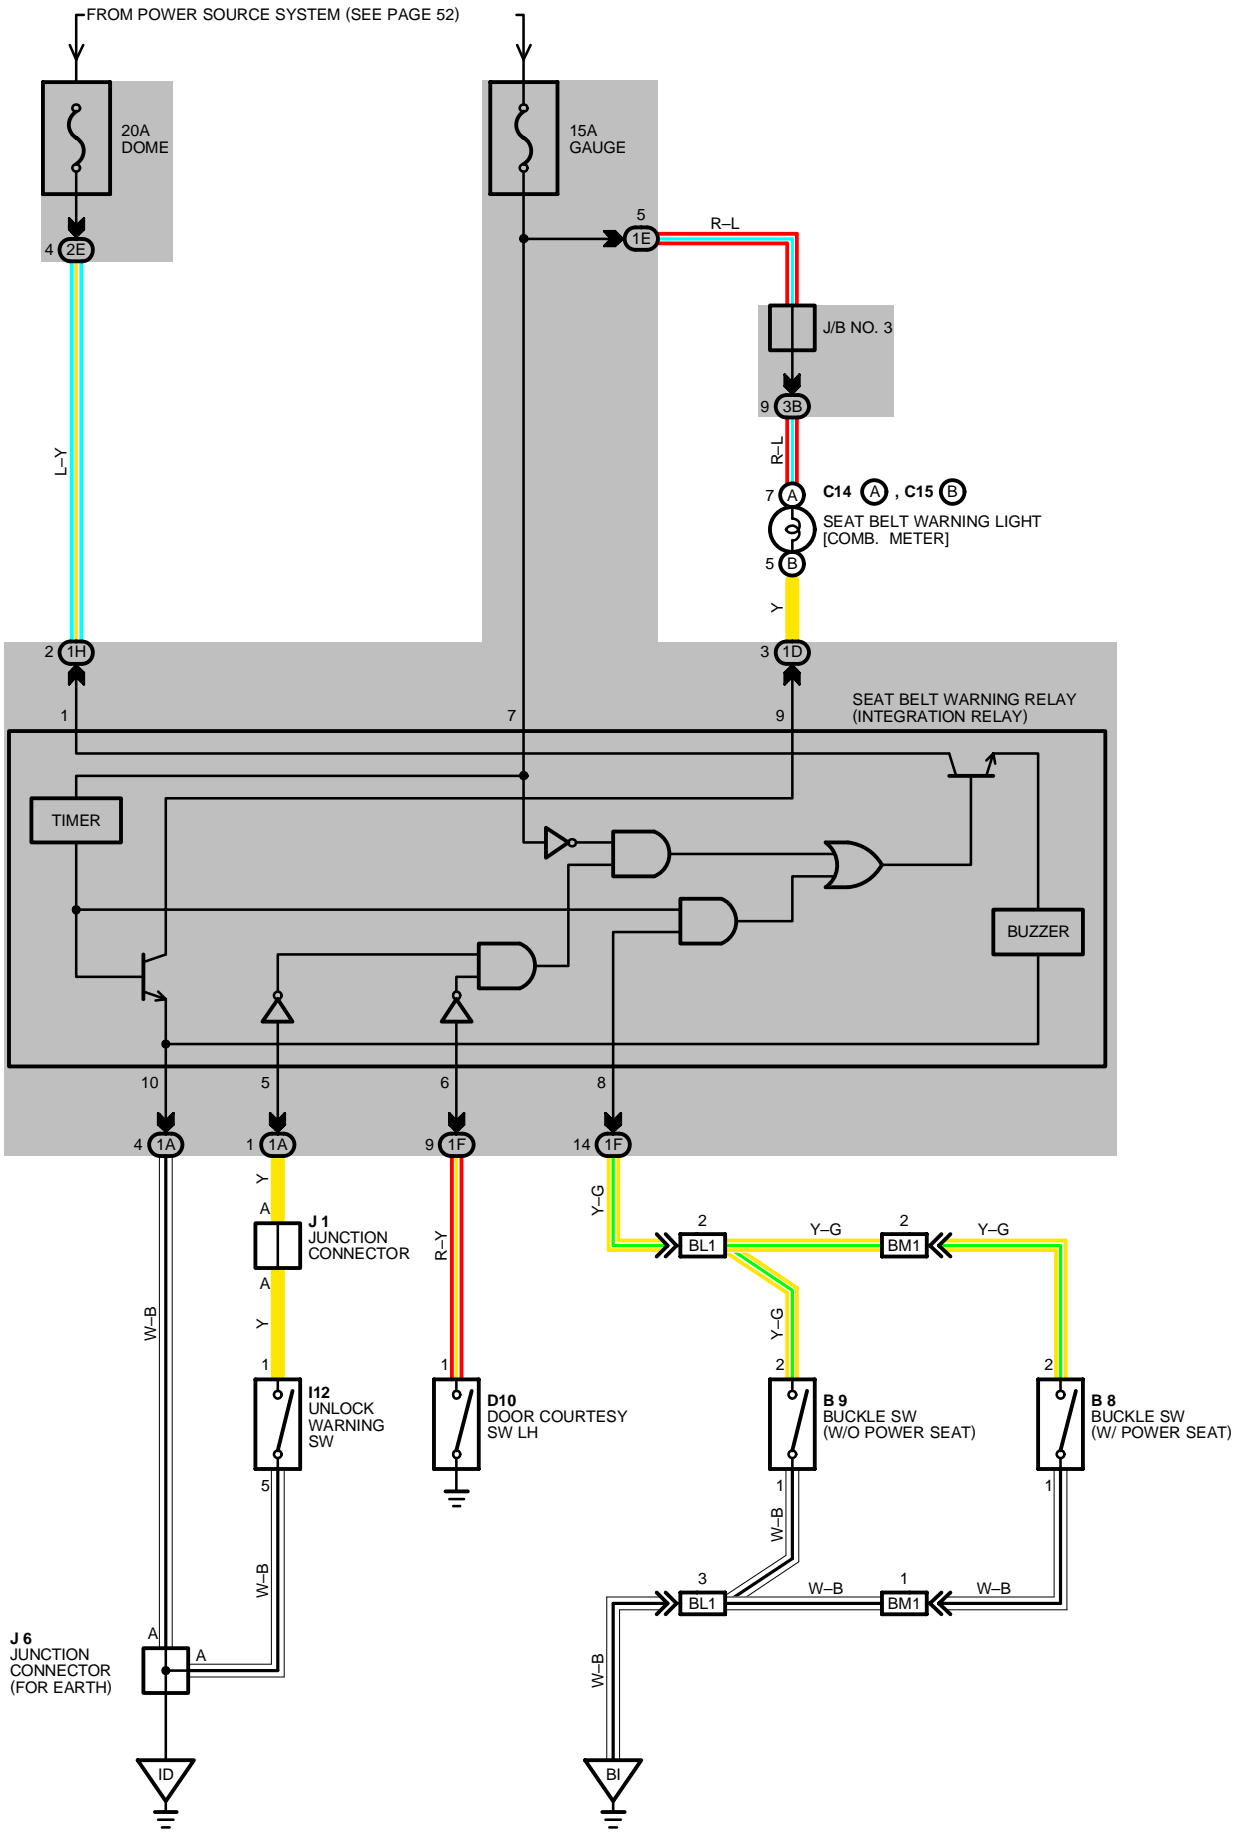 FROM POWER SOURCE SYSTEM (SEE PAGE 52)
20A
DOME
15A
GAUGE
4 2E
5
1E
R–L
J/B NO. 3
9 3B
L–Y
R–L
7 A
C14 A , C15 B
SEAT BELT WARNING LIGHT
[COMB. METER]
5 B
Y
2 1H
3 1D
1
7
9
SEAT BELT WARNING RELAY
(INTEGRATION RELAY)
TIMER
BUZZER
10
5
6
8
4 1A
1 1A
9 1F
14 1F
Y
A
J 1
JUNCTION
CONNECTOR
A
Y
W–B
R–Y
Y–G
2
BL1
Y–G
2
BM1
Y–G
Y–G
1
I12
UNLOCK
WARNING
SW
5
1
D10
DOOR COURTESY
SW LH
2
B 9
BUCKLE SW
(W/O POWER SEAT)
1
2
B 8
BUCKLE SW
(W/ POWER SEAT)
1
W–B
W–B
3
BL1
W–B
1
BM1
W–B
W–B
J 6
JUNCTION
CONNECTOR
(FOR EARTH)
A
A
ID
BI